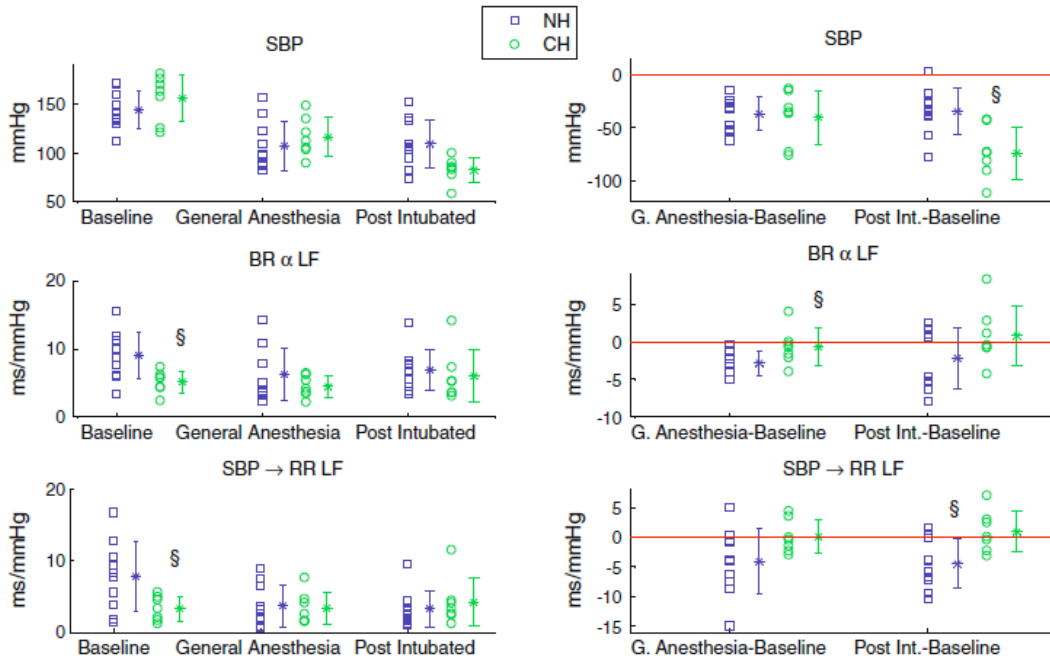 NH
CH
SBP
mmHg
150
100
50
Baseline General Anesthesia Post Intubated
SBP
mmHg
0
-50
-100
§
G. Anesthesia-Baseline Post Int.-Baseline
BR α LF
ms/mmHg
20
10
0
§
Baseline General Anesthesia Post Intubated
BR α LF
ms/mmHg
5
0
-5
-10
§
G. Anesthesia-Baseline Post Int.-Baseline
SBP → RR LF
ms/mmHg
20
10
0
§
Baseline General Anesthesia Post Intubated
SBP → RR LF
ms/mmHg
5
0
-5
-10
-15
§
G. Anesthesia-Baseline Post Int.-Baseline